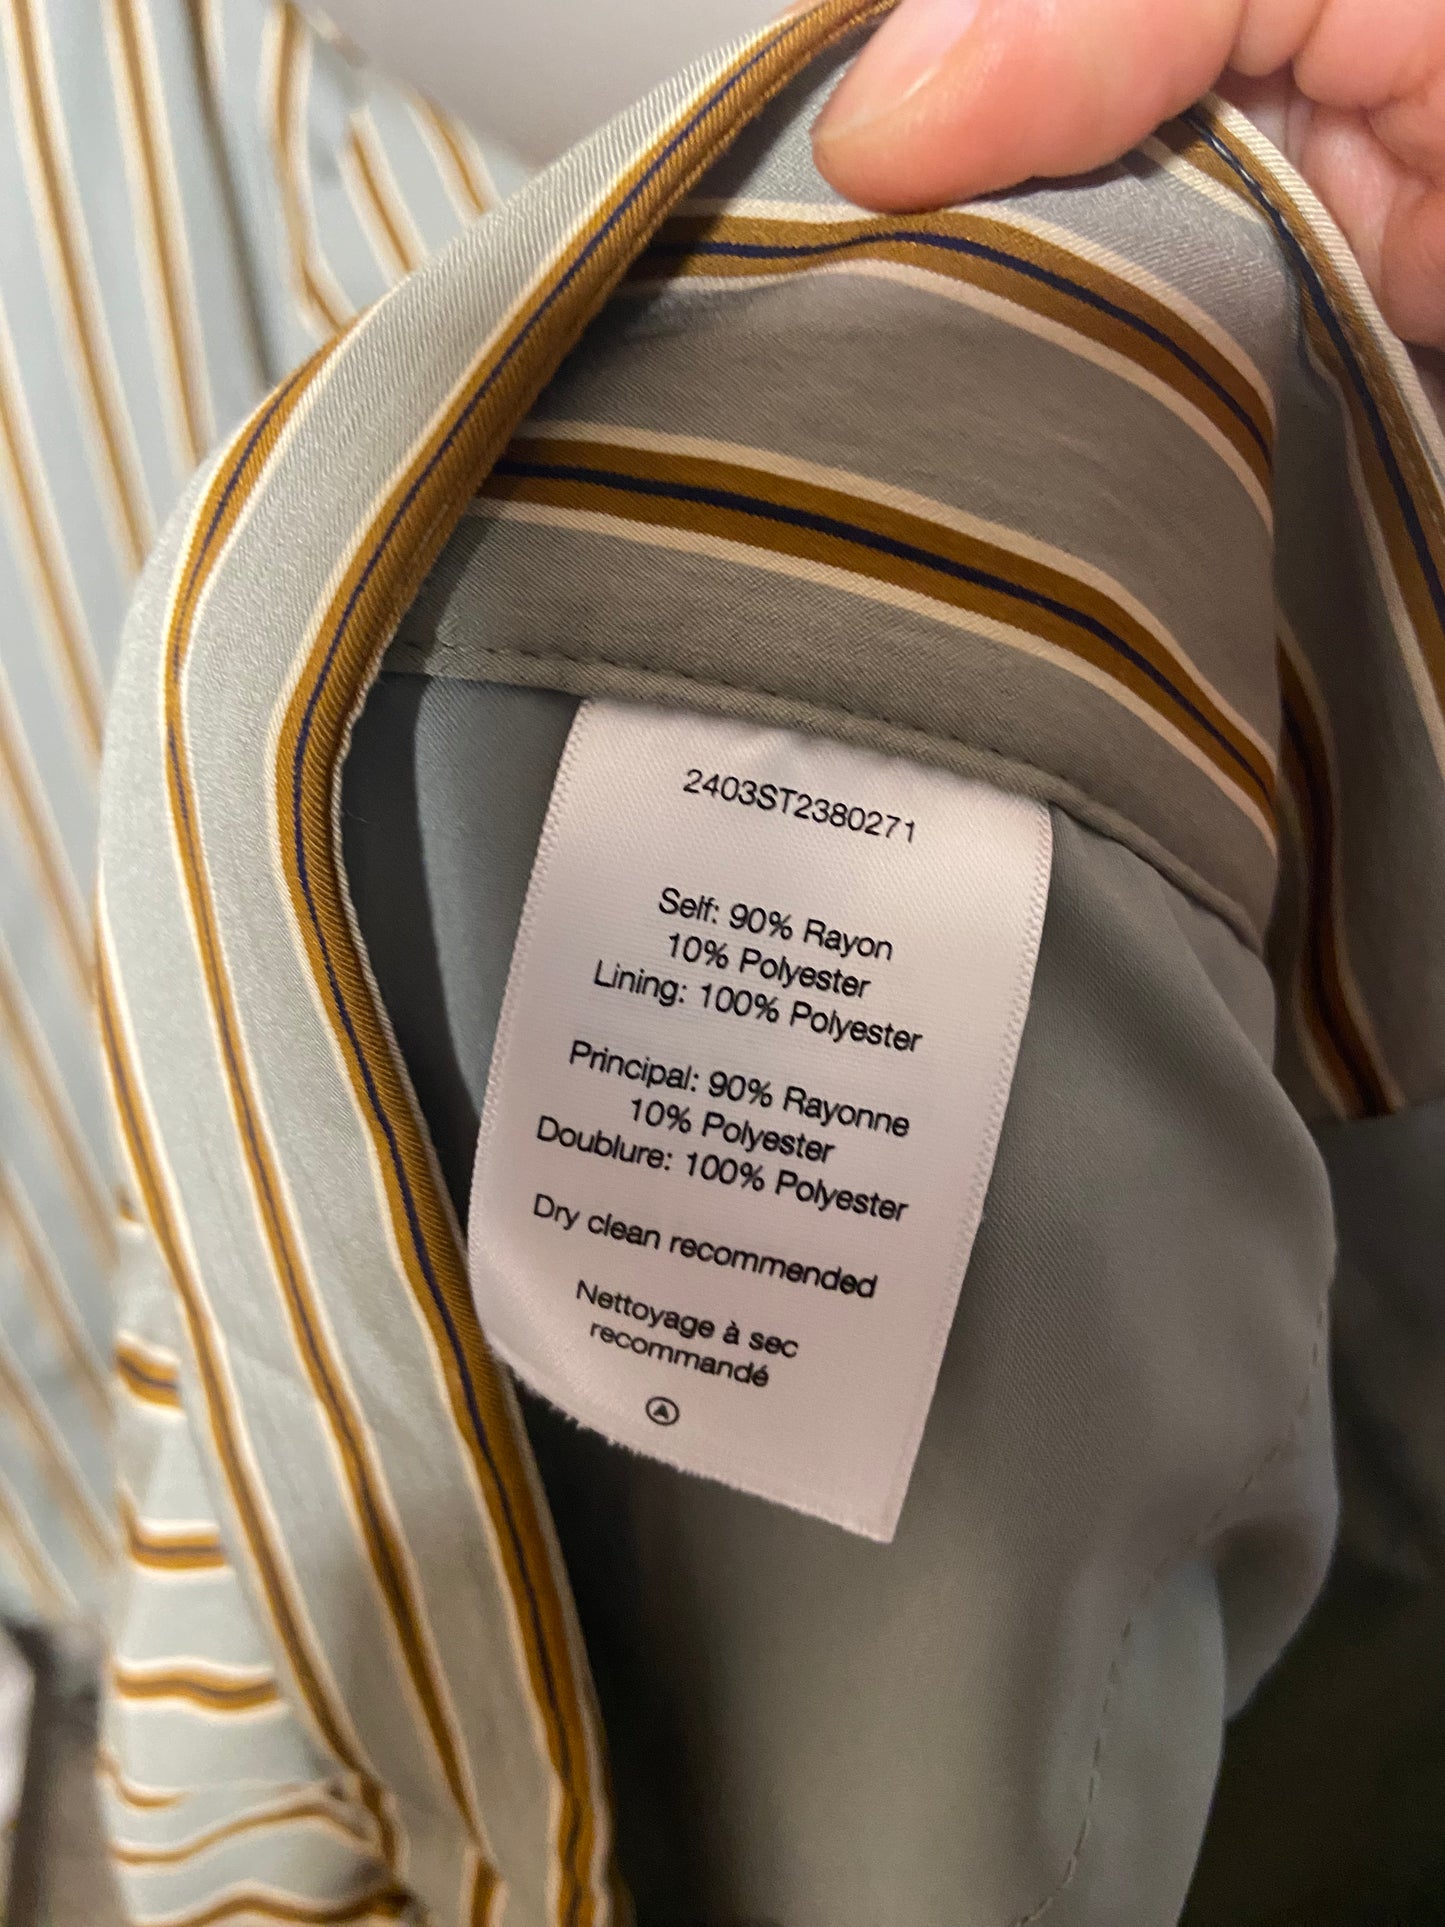 2403ST2380271
Self: 90% Rayon
10% Polyester
Lining: 100% Polyester
Principal: 90% Rayonne
10% Polyester
Doublure: 100% Polyester
Dry clean recommended
Nettoyage à sec
recommandé
A